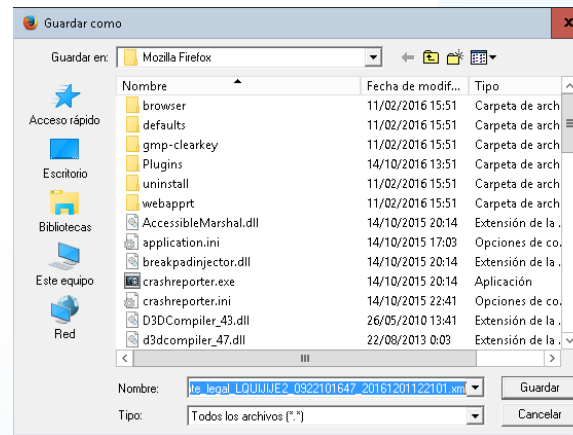 Guardar como
Guardar en: Mozilla Firefox
Nombre Fecha de modif... Tipo
browser 11/02/2016 15:51 Carpeta de arch
defaults 11/02/2016 15:51 Carpeta de arch
gmp-clearkey 11/02/2016 15:51 Carpeta de arch
Plugins 14/10/2016 13:51 Carpeta de arch
uninstall 11/02/2016 15:51 Carpeta de arch
webapprt 11/02/2016 15:51 Carpeta de arch
AccessibleMarshal.dll 14/10/2015 20:14 Extensión de la .
application.ini 14/10/2015 17:03 Opciones de co.
breakpadinjector.dll 14/10/2015 20:14 Extensión de la .
crashreporter.exe 14/10/2015 20:14 Aplicación
crashreporter.ini 14/10/2015 22:41 Opciones de co.
D3DCompiler_43.dll 26/05/2010 13:41 Extensión de la .
d3dcompiler_47.dll 22/08/2013 0:03 Extensión de la .
Acceso rápido
Escritorio
Bibliotecas
Este equipo
Red
Nombre: te_legal_LQUIJIJE2_0922101647_20161201122101.xml Guardar
Tipo: Todos los archivos (*.*) Cancelar